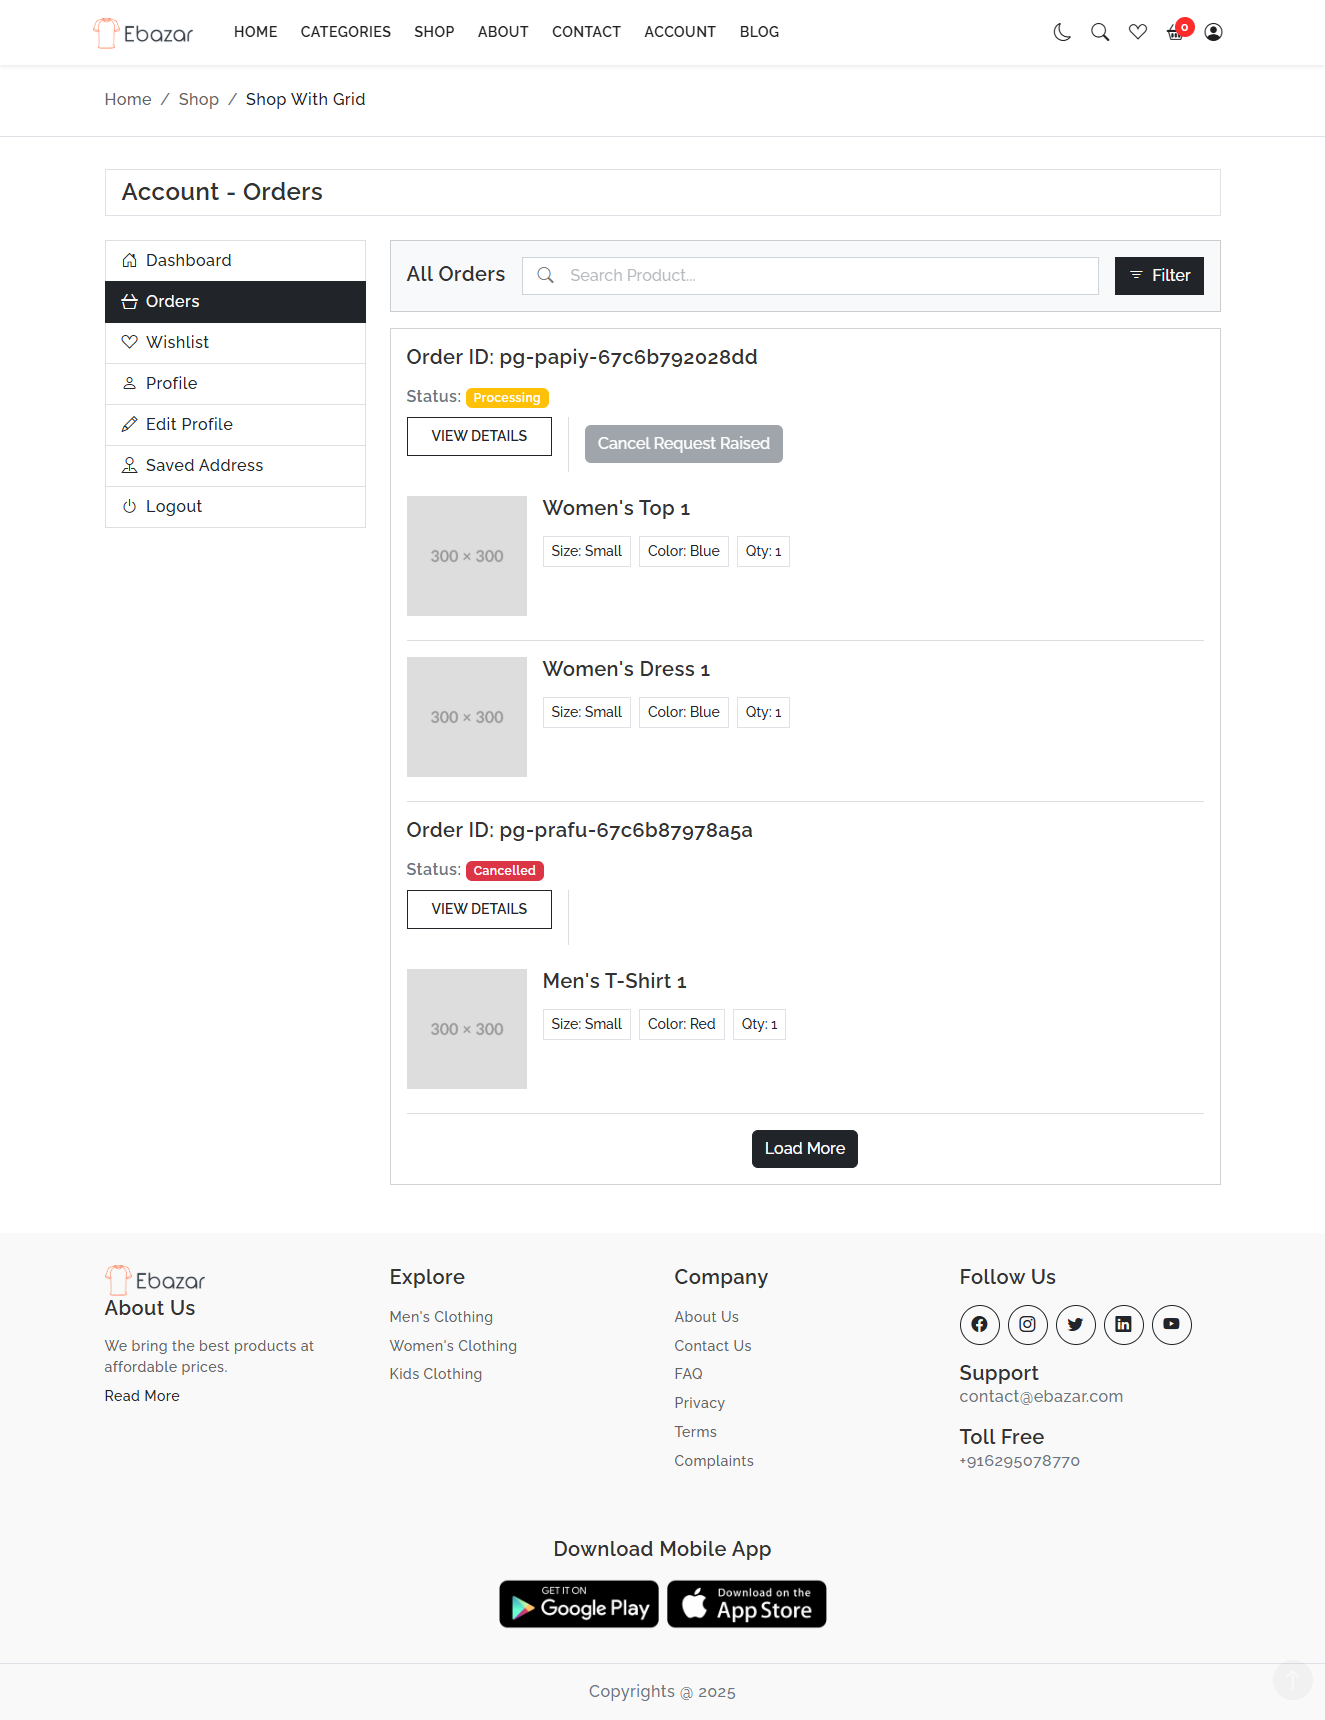 Ebazar HOME CATEGORIES SHOP ABOUT CONTACT ACCOUNT BLOG 0
Home / Shop / Shop With Grid
Account - Orders
Dashboard
Orders
Wishlist
Profile
Edit Profile
Saved Address
Logout
All Orders Search Product... Filter
Order ID: pg-papiy-67c6b792028dd
Status: Processing
VIEW DETAILS Cancel Request Raised
300 × 300
Women's Top 1
Size: Small Color: Blue Qty: 1
300 × 300
Women's Dress 1
Size: Small Color: Blue Qty: 1
Order ID: pg-prafu-67c6b87978a5a
Status: Cancelled
VIEW DETAILS
300 × 300
Men's T-Shirt 1
Size: Small Color: Red Qty: 1
Load More
Ebazar
About Us
We bring the best products at
affordable prices.
Read More
Explore
Men's Clothing
Women's Clothing
Kids Clothing
Company
About Us
Contact Us
FAQ
Privacy
Terms
Complaints
Follow Us
Support
contact@ebazar.com
Toll Free
+916295078770
Download Mobile App
GET IT ON
Google Play
Download on the
App Store
Copyrights @ 2025